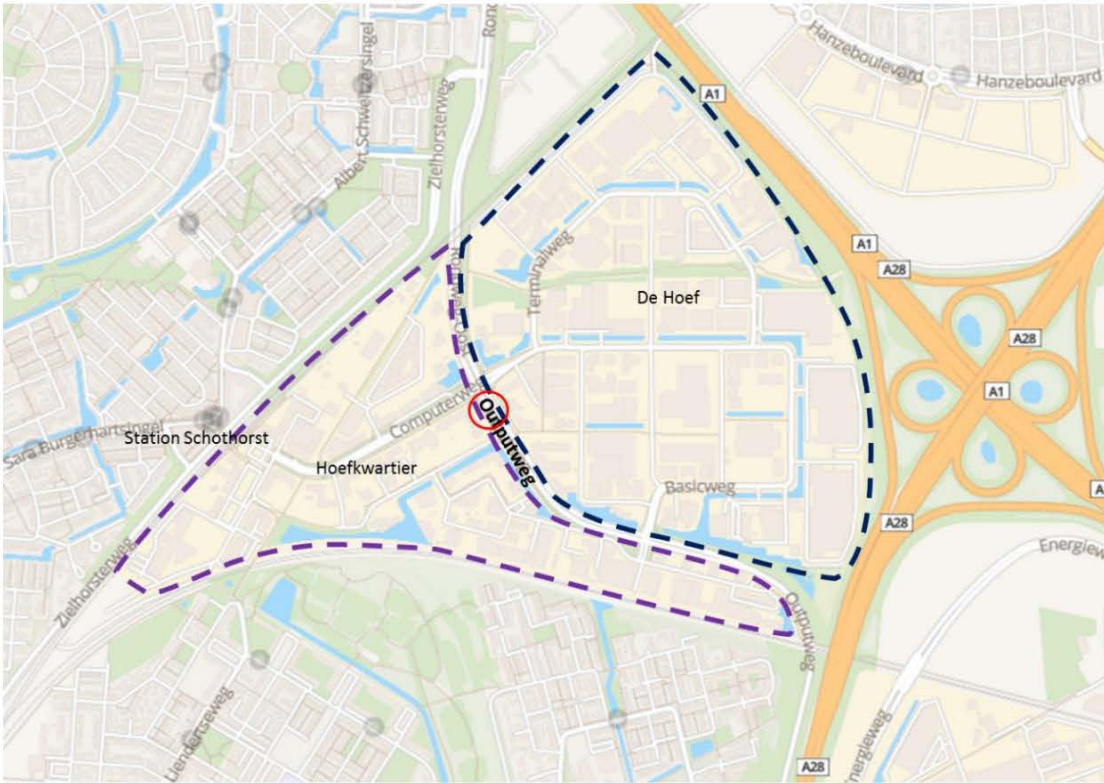 Hanzeboulevard
Hanzeboulevard
Albert Schweitzersingel
Zielhorsterweg
A1
A1
A28
De Hoef
Terminalweg
A28
A1
Computerweg
Outputweg
Sara Burgerhartsingel
Station Schothorst
Hoefkwartier
Basicweg
A28
Zielhorsterweg
Outputweg
Liendertseweg
Energieweg
A28